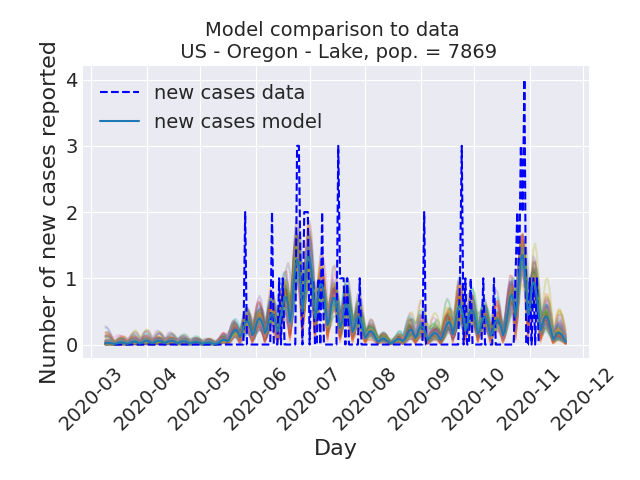 Model comparison to data
US - Oregon - Lake, pop. = 7869
Number of new cases reported
4
3
2
1
0
new cases data
new cases model
2020-03
2020-04
2020-05
2020-06
2020-07
2020-08
2020-09
2020-10
2020-11
2020-12
Day